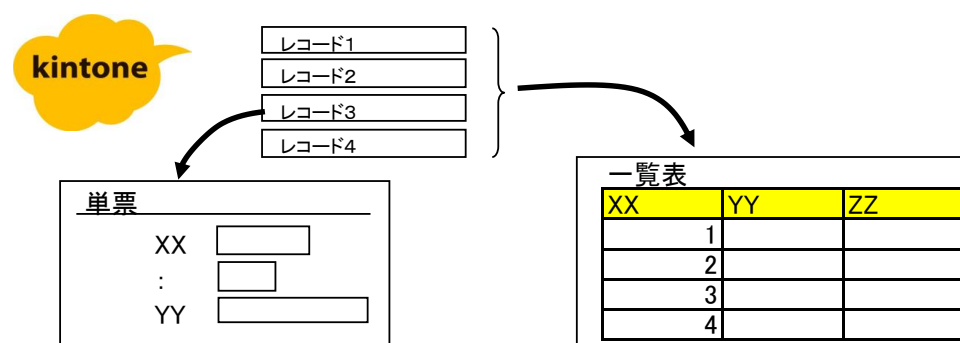 kintone
レコード1
レコード2
レコード3
レコード4
単票
XX
:
YY
一覧表
XX YY ZZ
1
2
3
4